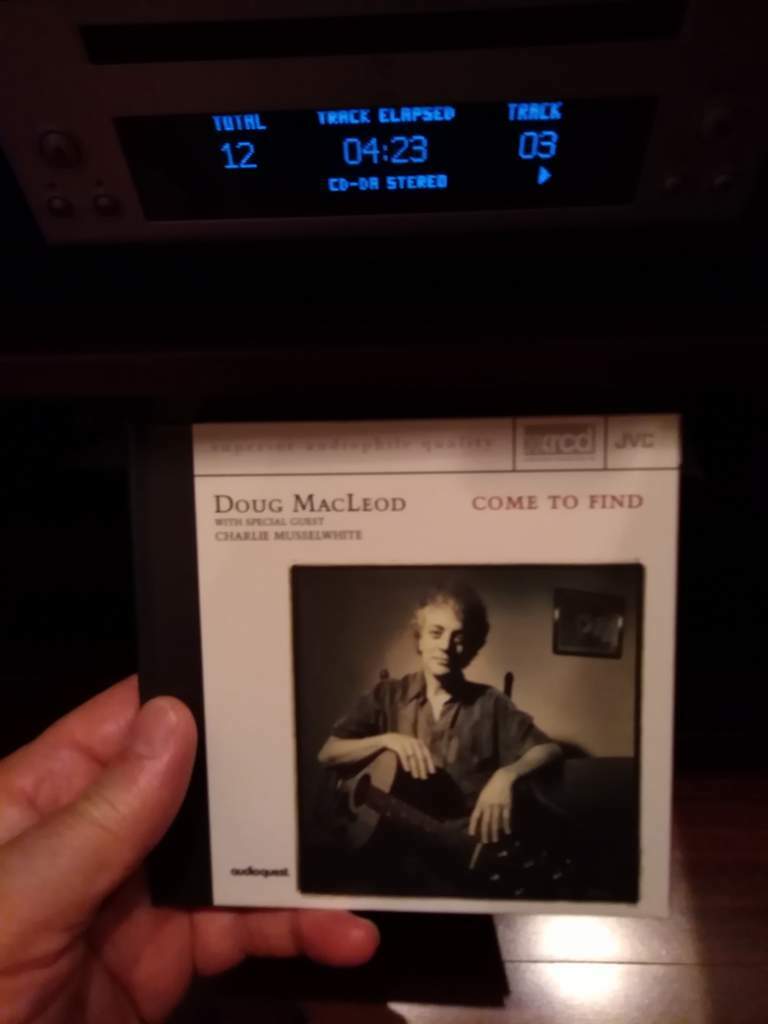 TOTAL TRACK ELAPSED TRACK
12 04:23 03
CD-DA STEREO
superior audiophile quality xrcd JVC
DOUG MACLEOD COME TO FIND
WITH SPECIAL GUEST
CHARLIE MUSSELWHITE
audioquest